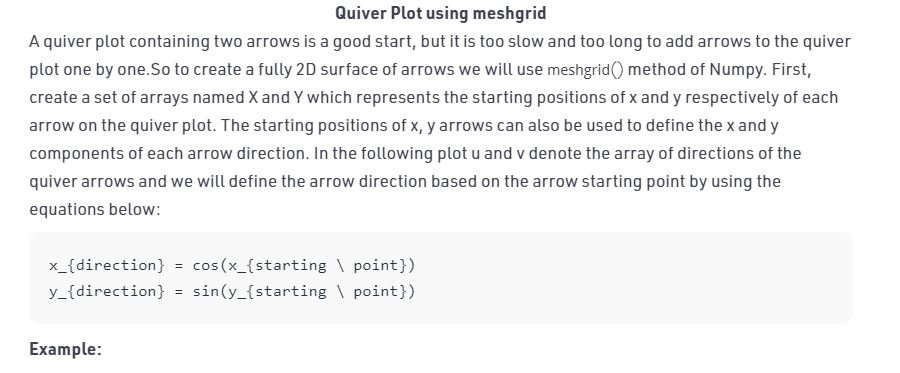 Quiver Plot using meshgrid
A quiver plot containing two arrows is a good start, but it is too slow and too long to add arrows to the quiver
plot one by one.So to create a fully 2D surface of arrows we will use meshgrid() method of Numpy. First,
create a set of arrays named X and Y which represents the starting positions of x and y respectively of each
arrow on the quiver plot. The starting positions of x, y arrows can also be used to define the x and y
components of each arrow direction. In the following plot u and v denote the array of directions of the
quiver arrows and we will define the arrow direction based on the arrow starting point by using the
equations below:
x_{direction} = cos(x_{starting \ point})
y_{direction} = sin(y_{starting \ point})
Example: